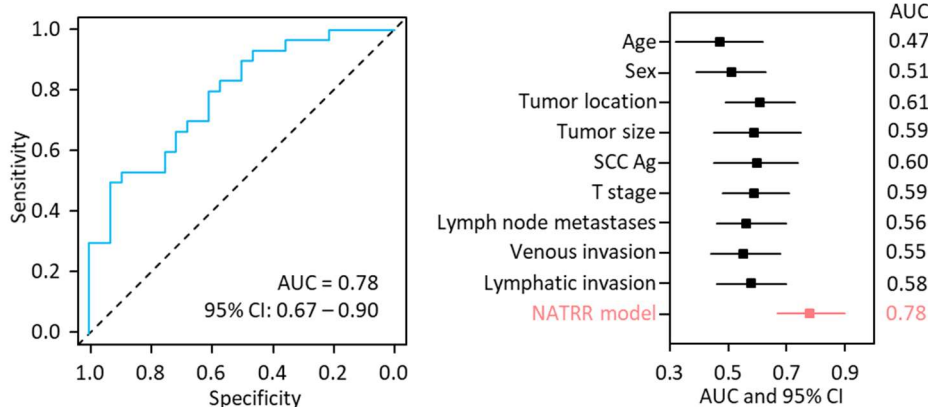 1.0
0.8
0.6
0.4
0.2
0.0
Sensitivity
AUC = 0.78
95% CI: 0.67 – 0.90
1.0 0.8 0.6 0.4 0.2 0.0
Specificity
AUC
Age 0.47
Sex 0.51
Tumor location 0.61
Tumor size 0.59
SCC Ag 0.60
T stage 0.59
Lymph node metastases 0.56
Venous invasion 0.55
Lymphatic invasion 0.58
NATRR model 0.78
0.3 0.5 0.7 0.9
AUC and 95% CI